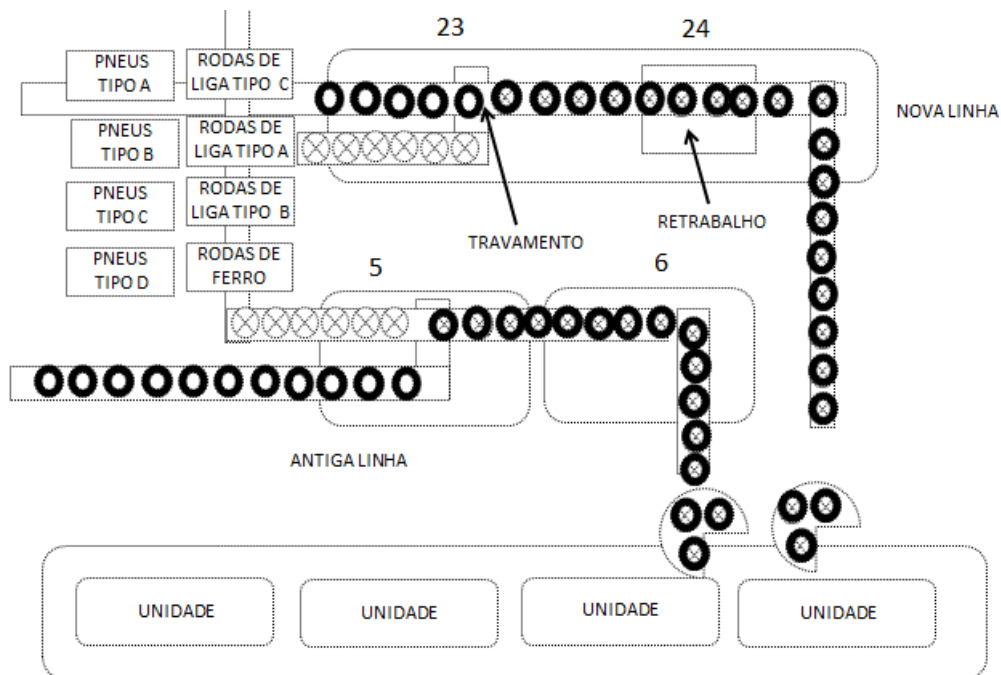 23
24
PNEUS
TIPO A
RODAS DE
LIGA TIPO C
NOVA LINHA
PNEUS
TIPO B
RODAS DE
LIGA TIPO A
PNEUS
TIPO C
RODAS DE
LIGA TIPO B
RETRABALHO
TRAVAMENTO
PNEUS
TIPO D
RODAS DE
FERRO
5
6
ANTIGA LINHA
UNIDADE
UNIDADE
UNIDADE
UNIDADE